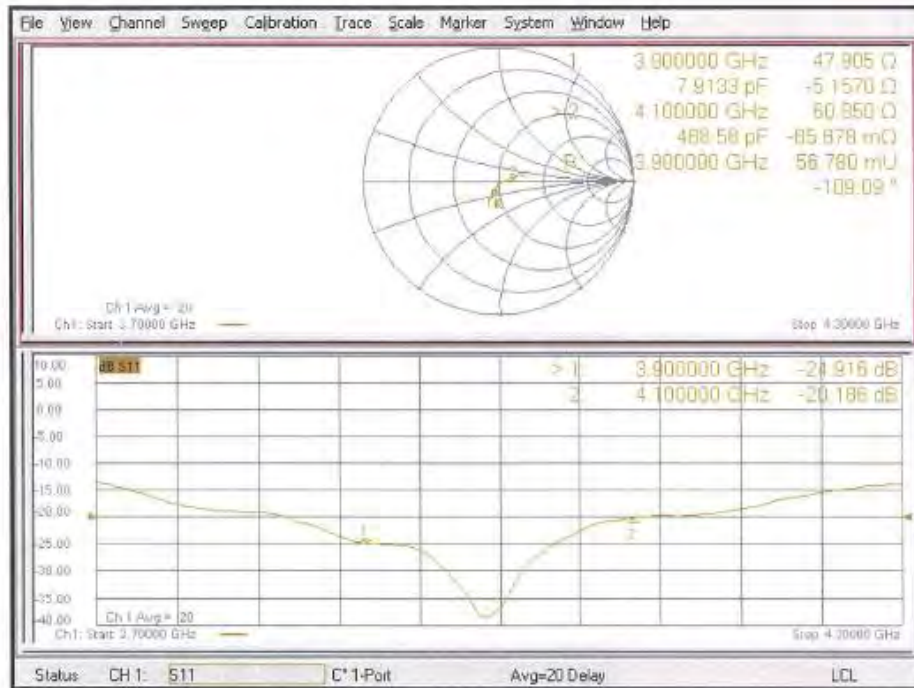 File View Channel Sweep Calibration Trace Scale Marker System Window Help
1 3.900000 GHz 47.905 Ω
7.9133 pF -5.1570 Ω
> 2 4.100000 GHz 60.850 Ω
468.58 pF -65.678 mΩ
3.900000 GHz 56.780 mU
-109.09 °
Ch 1 Avg = 20
Ch1: Start 3.70000 GHz
Stop 4.30000 GHz
10.00
dB S11
> 1 3.900000 GHz -24.916 dB
5.00
2 4.100000 GHz -20.186 dB
0.00
-5.00
-10.00
-15.00
-20.00
1
2
-25.00
-30.00
-35.00
-40.00
Ch 1 Avg = 20
Ch1: Start 3.70000 GHz
Stop 4.30000 GHz
Status CH 1: S11 C* 1-Port Avg=20 Delay LCL